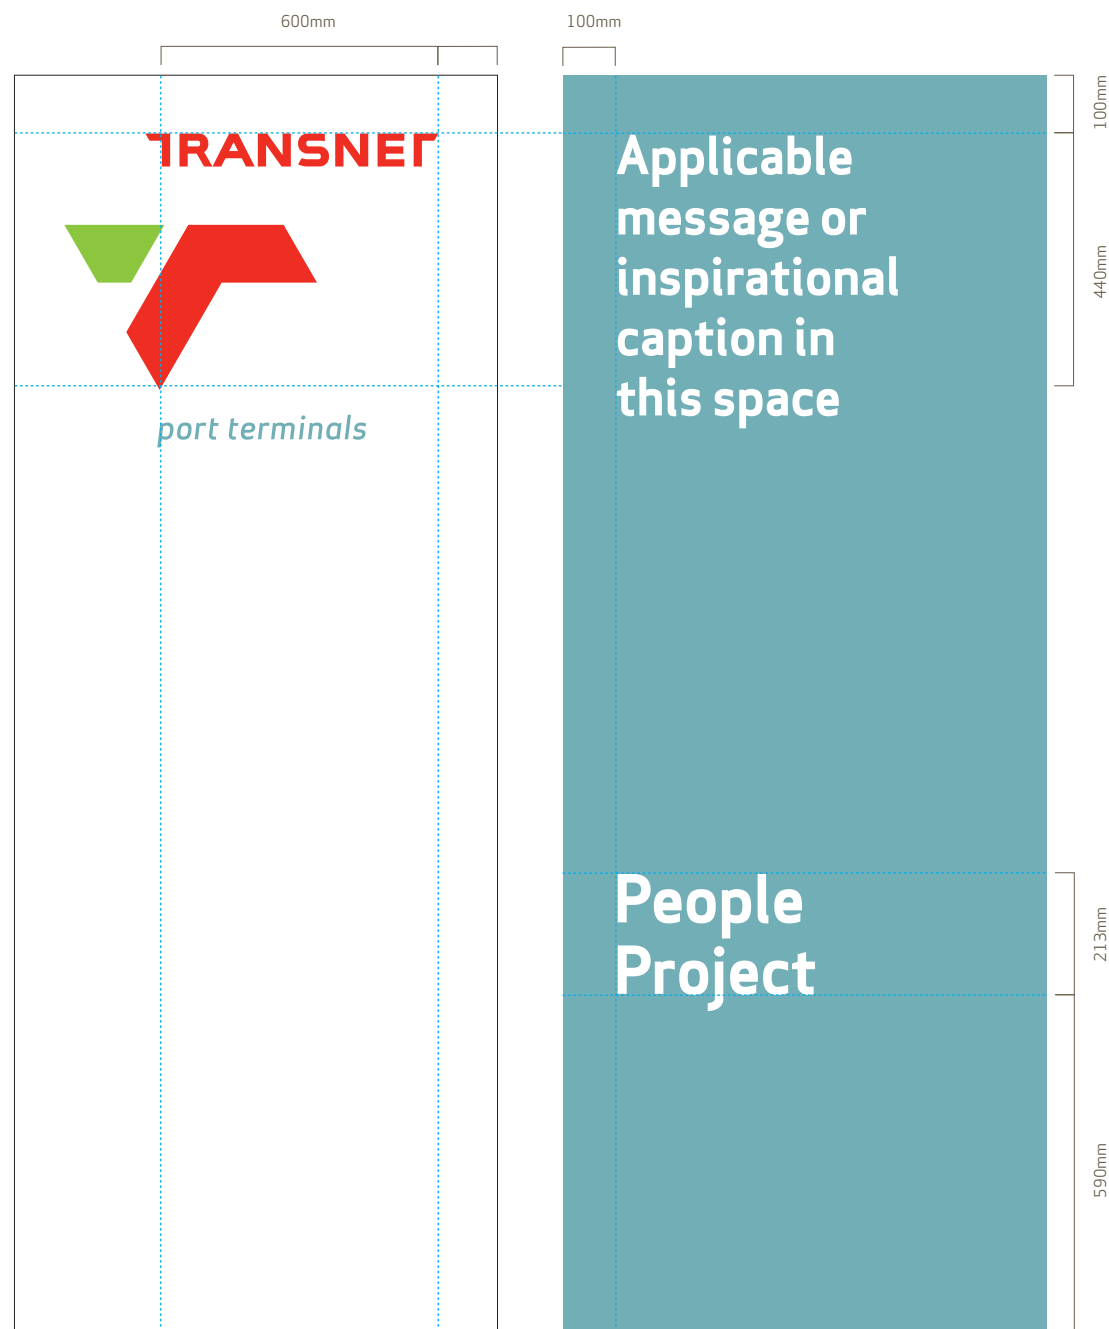 600mm
100mm
TRANSNET
port terminals
Applicable
message or
inspirational
caption in
this space
People
Project
100mm
440mm
213mm
590mm